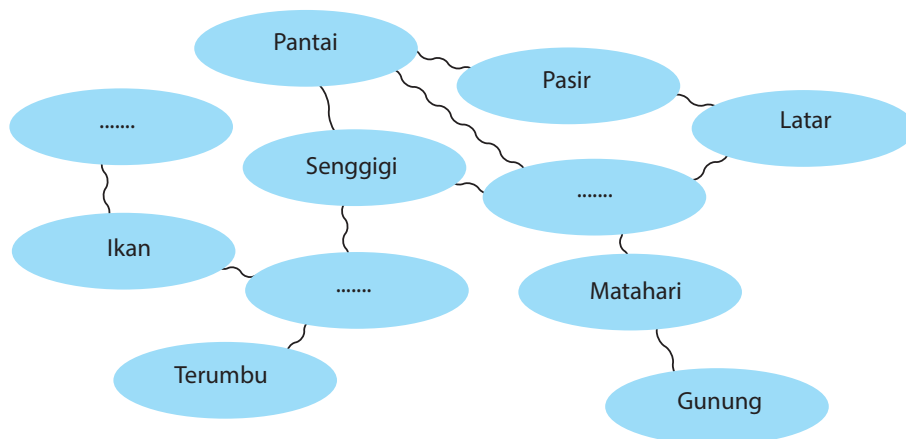 Pantai
Pasir
.......
Latar
Senggigi
.......
Ikan
.......
Matahari
Terumbu
Gunung